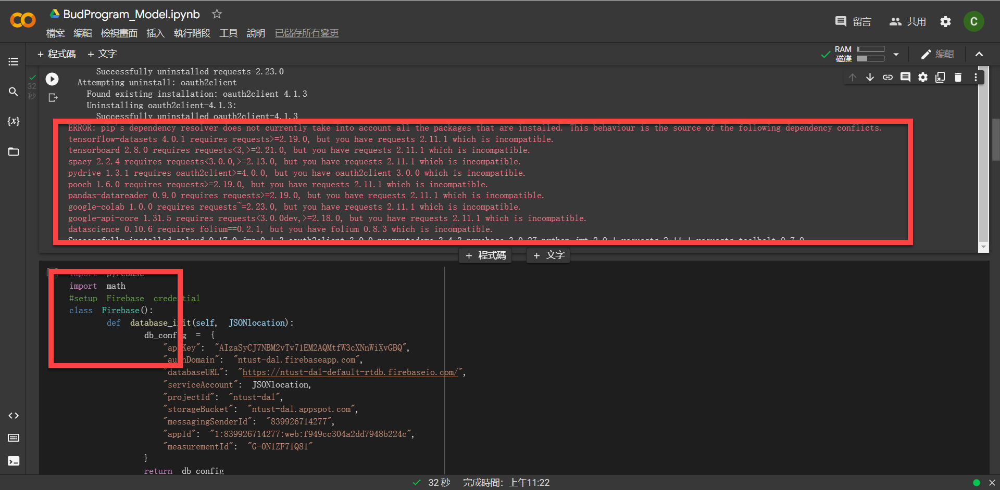 BudProgram_Model.ipynb
檔案 編輯 檢視畫面 插入 執行階段 工具 說明 已儲存所有變更
留言 共用 C
+ 程式碼 + 文字
RAM
磁碟
編輯
32
秒
Successfully uninstalled requests-2.23.0
Attempting uninstall: oauth2client
Found existing installation: oauth2client 4.1.3
Uninstalling oauth2client-4.1.3:
Successfully uninstalled oauth2client-4.1.3
ERROR: pip's dependency resolver does not currently take into account all the packages that are installed. This behaviour is the source of the following dependency conflicts.
tensorflow-datasets 4.0.1 requires requests>=2.19.0, but you have requests 2.11.1 which is incompatible.
tensorboard 2.8.0 requires requests<3,>=2.21.0, but you have requests 2.11.1 which is incompatible.
spacy 2.2.4 requires requests<3.0.0,>=2.13.0, but you have requests 2.11.1 which is incompatible.
pydrive 1.3.1 requires oauth2client>=4.0.0, but you have oauth2client 3.0.0 which is incompatible.
pooch 1.6.0 requires requests>=2.19.0, but you have requests 2.11.1 which is incompatible.
pandas-datareader 0.9.0 requires requests>=2.19.0, but you have requests 2.11.1 which is incompatible.
google-colab 1.0.0 requires requests~=2.23.0, but you have requests 2.11.1 which is incompatible.
google-api-core 1.31.5 requires requests<3.0.0dev,>=2.18.0, but you have requests 2.11.1 which is incompatible.
datascience 0.10.6 requires folium==0.2.1, but you have folium 0.8.3 which is incompatible.
Successfully installed oauth2client-3.0.0 requests-2.11.1
+ 程式碼 + 文字
import pyrebase
import math
#setup Firebase credential
class Firebase():
def database_init(self, JSONlocation):
db_config = {
"apiKey": "AIzaSyCJ7NBM2vTv71EM2AQMtfW3cXNnWiXvGBQ",
"authDomain": "ntust-dal.firebaseapp.com",
"databaseURL": "https://ntust-dal-default-rtdb.firebaseio.com/",
"serviceAccount": JSONlocation,
"projectId": "ntust-dal",
"storageBucket": "ntust-dal.appspot.com",
"messagingSenderId": "839926714277",
"appId": "1:839926714277:web:f949cc304a2dd7948b224c",
"measurementId": "G-0N1ZF71Q81"
}
return db_config
32 秒 完成時間: 上午11:22